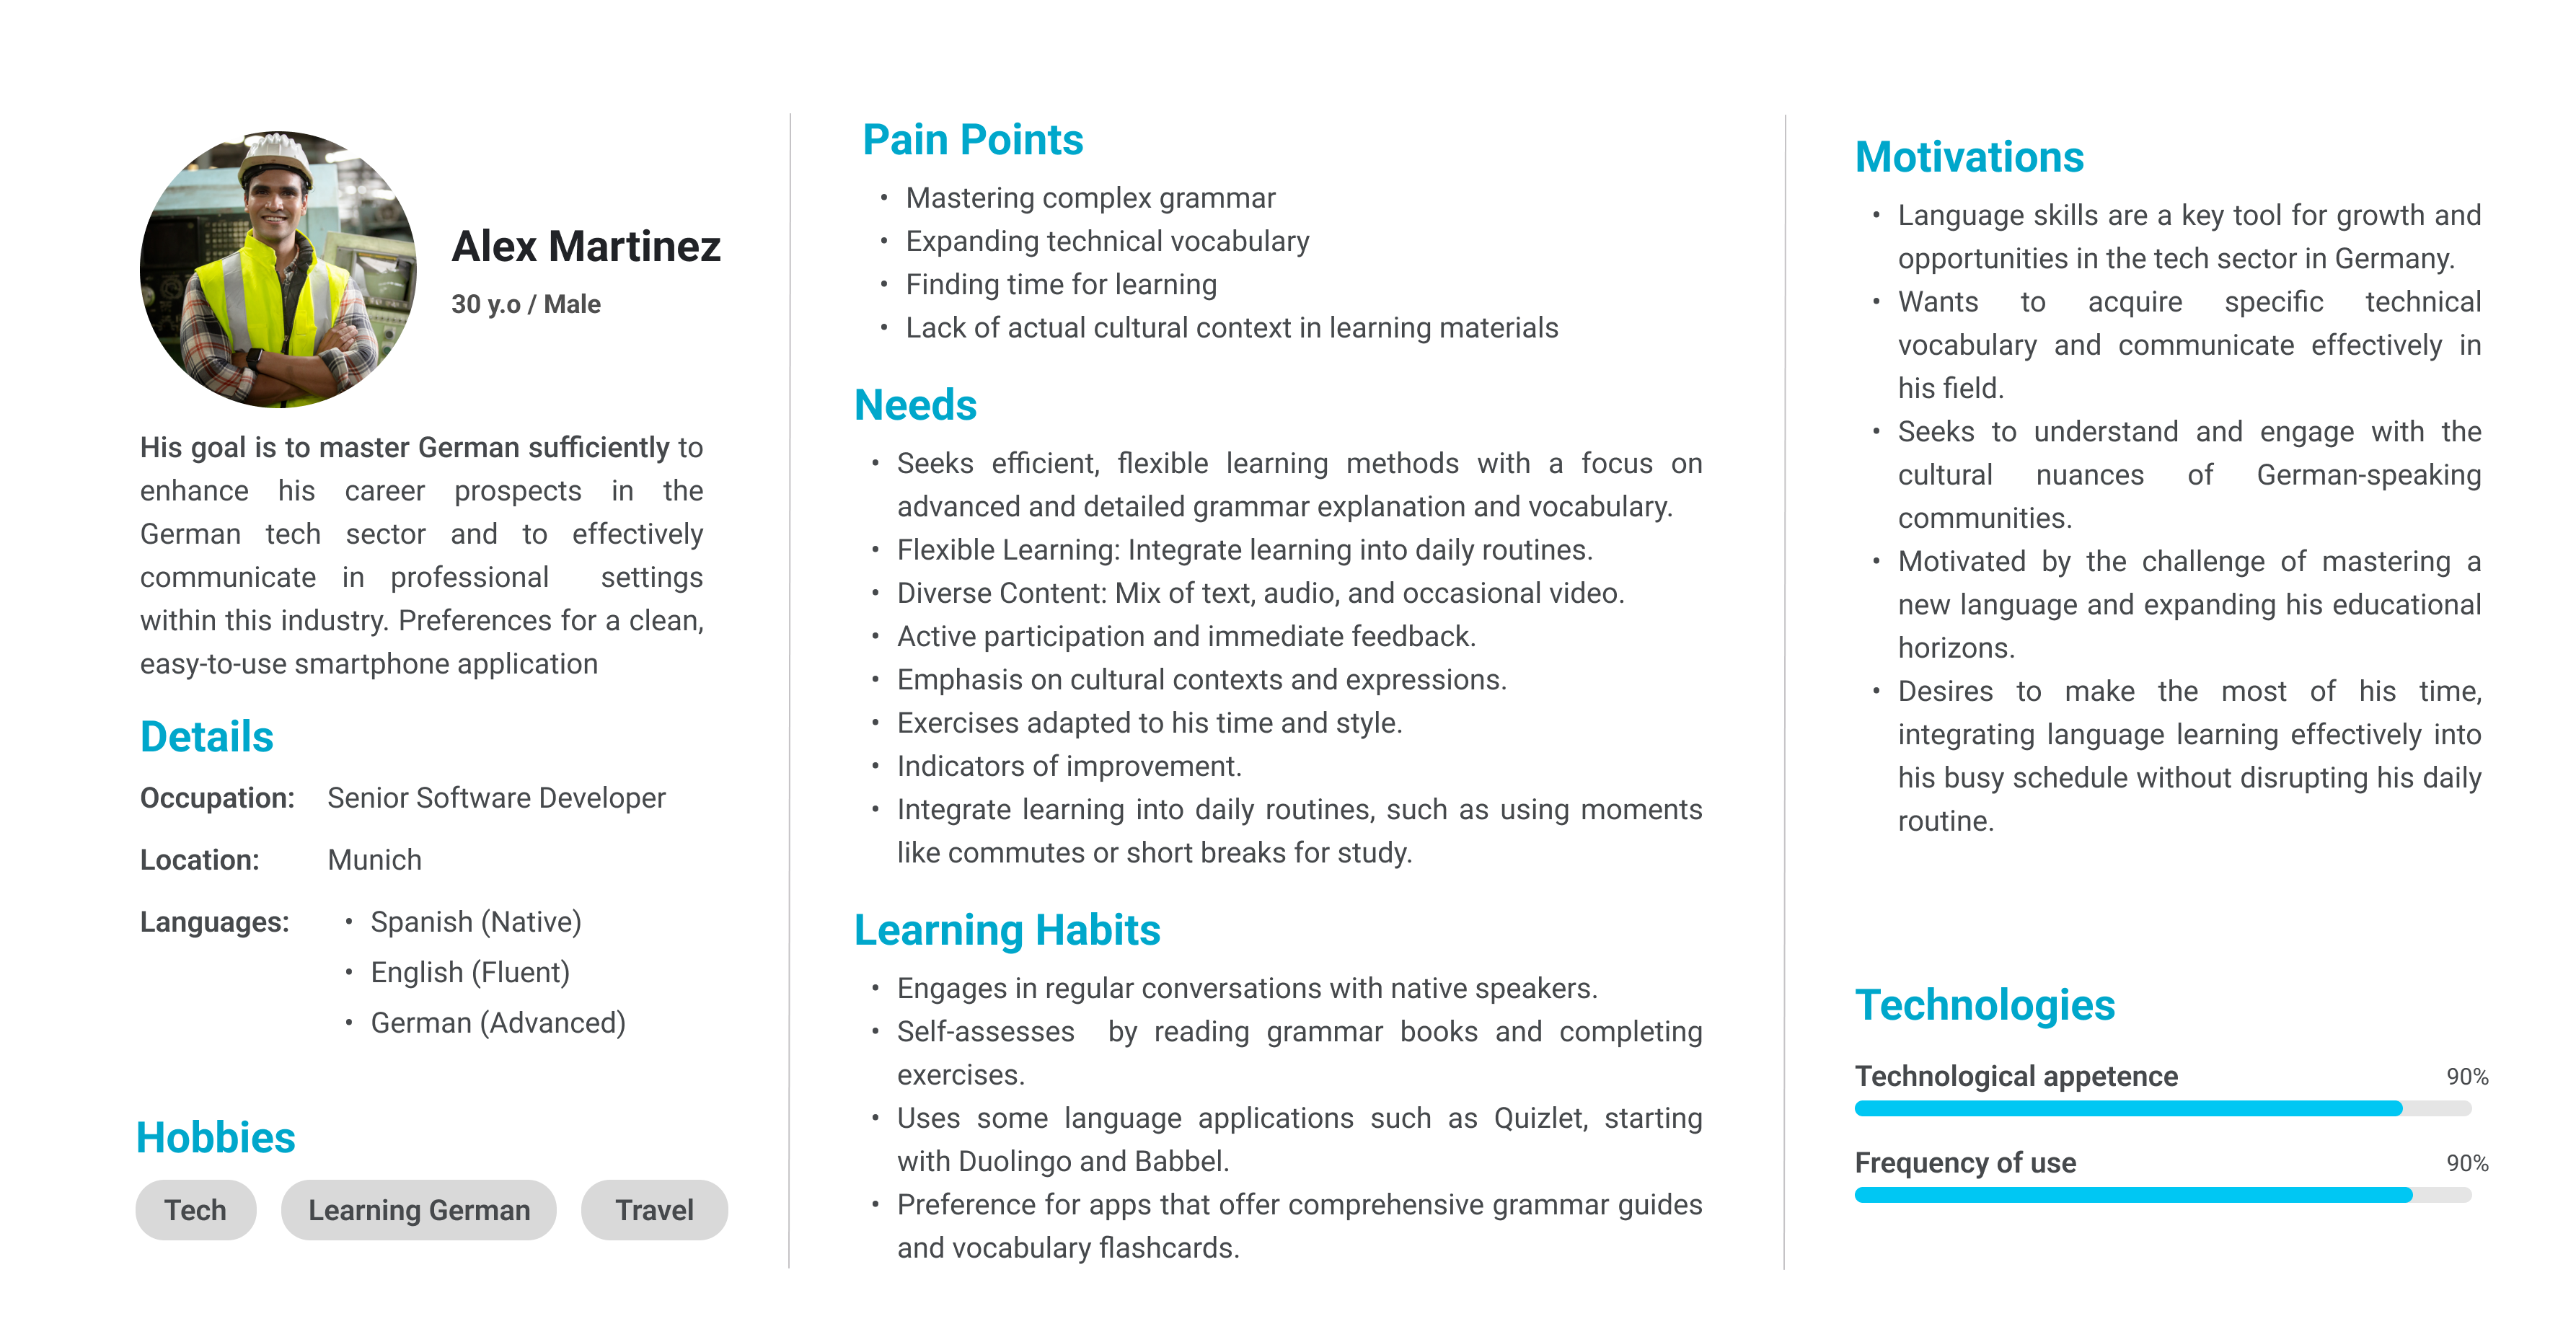 Alex Martinez
30 y.o / Male
His goal is to master German sufficiently to
enhance his career prospects in the
German tech sector and to effectively
communicate in professional settings
within this industry. Preferences for a clean,
easy-to-use smartphone application
Details
Occupation: Senior Software Developer
Location: Munich
Languages: • Spanish (Native)
• English (Fluent)
• German (Advanced)
Hobbies
Tech Learning German Travel
Pain Points
• Mastering complex grammar
• Expanding technical vocabulary
• Finding time for learning
• Lack of actual cultural context in learning materials
Needs
• Seeks efficient, flexible learning methods with a focus on
advanced and detailed grammar explanation and vocabulary.
• Flexible Learning: Integrate learning into daily routines.
• Diverse Content: Mix of text, audio, and occasional video.
• Active participation and immediate feedback.
• Emphasis on cultural contexts and expressions.
• Exercises adapted to his time and style.
• Indicators of improvement.
• Integrate learning into daily routines, such as using moments
like commutes or short breaks for study.
Learning Habits
• Engages in regular conversations with native speakers.
• Self-assesses by reading grammar books and completing
exercises.
• Uses some language applications such as Quizlet, starting
with Duolingo and Babbel.
• Preference for apps that offer comprehensive grammar guides
and vocabulary flashcards.
Motivations
• Language skills are a key tool for growth and
opportunities in the tech sector in Germany.
• Wants to acquire specific technical
vocabulary and communicate effectively in
his field.
• Seeks to understand and engage with the
cultural nuances of German-speaking
communities.
• Motivated by the challenge of mastering a
new language and expanding his educational
horizons.
• Desires to make the most of his time,
integrating language learning effectively into
his busy schedule without disrupting his daily
routine.
Technologies
Technological appetence 90%
Frequency of use 90%